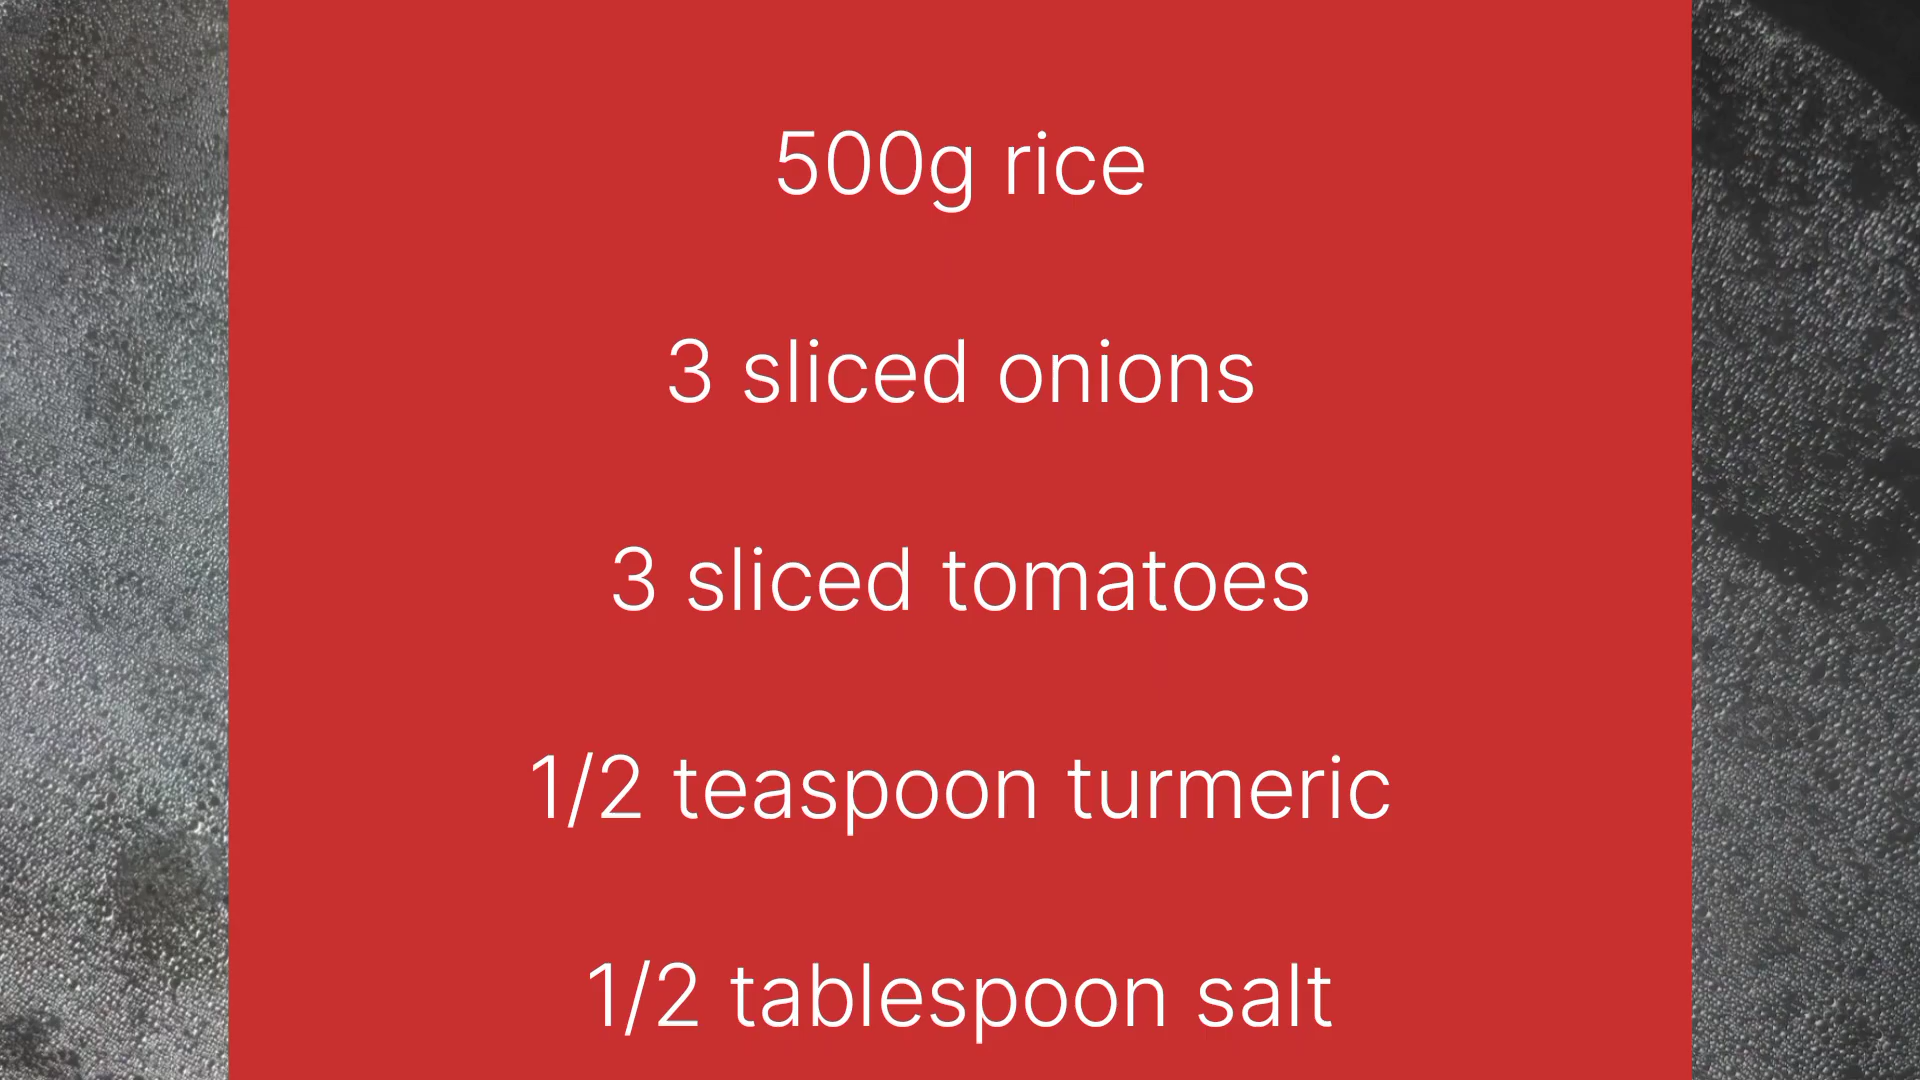 500g rice
3 sliced onions
3 sliced tomatoes
1/2 teaspoon turmeric
1/2 tablespoon salt